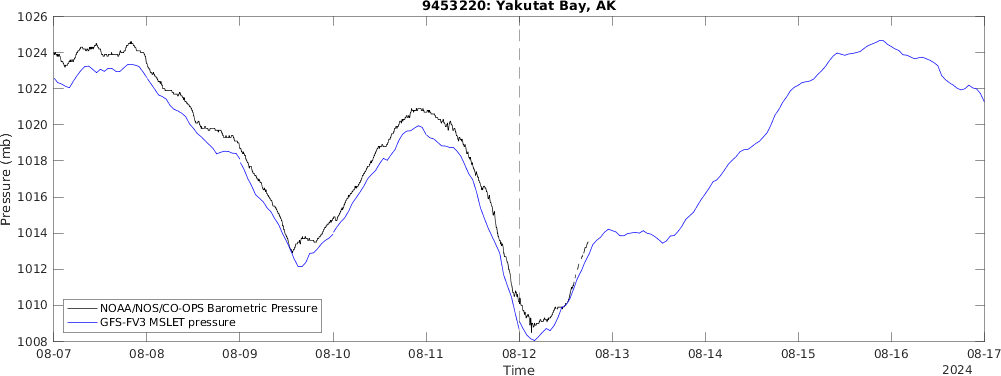 9453220: Yakutat Bay, AK
1026
1024
1022
1020
1018
1016
1014
1012
1010
1008
Pressure (mb)
NOAA/NOS/CO-OPS Barometric Pressure
GFS-FV3 MSLET pressure
08-07 08-08 08-09 08-10 08-11 08-12 08-13 08-14 08-15 08-16 08-17
Time
2024